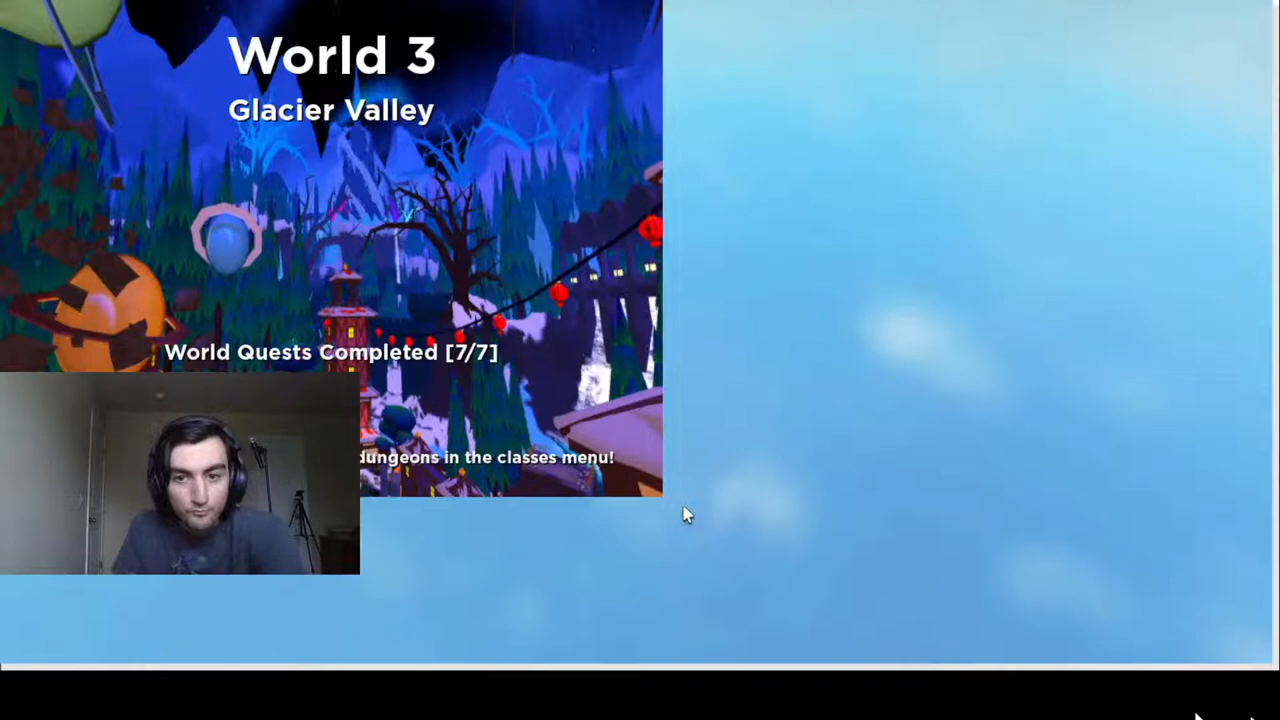 World 3
Glacier Valley
World Quests Completed [7/7]
dungeons in the classes menu!